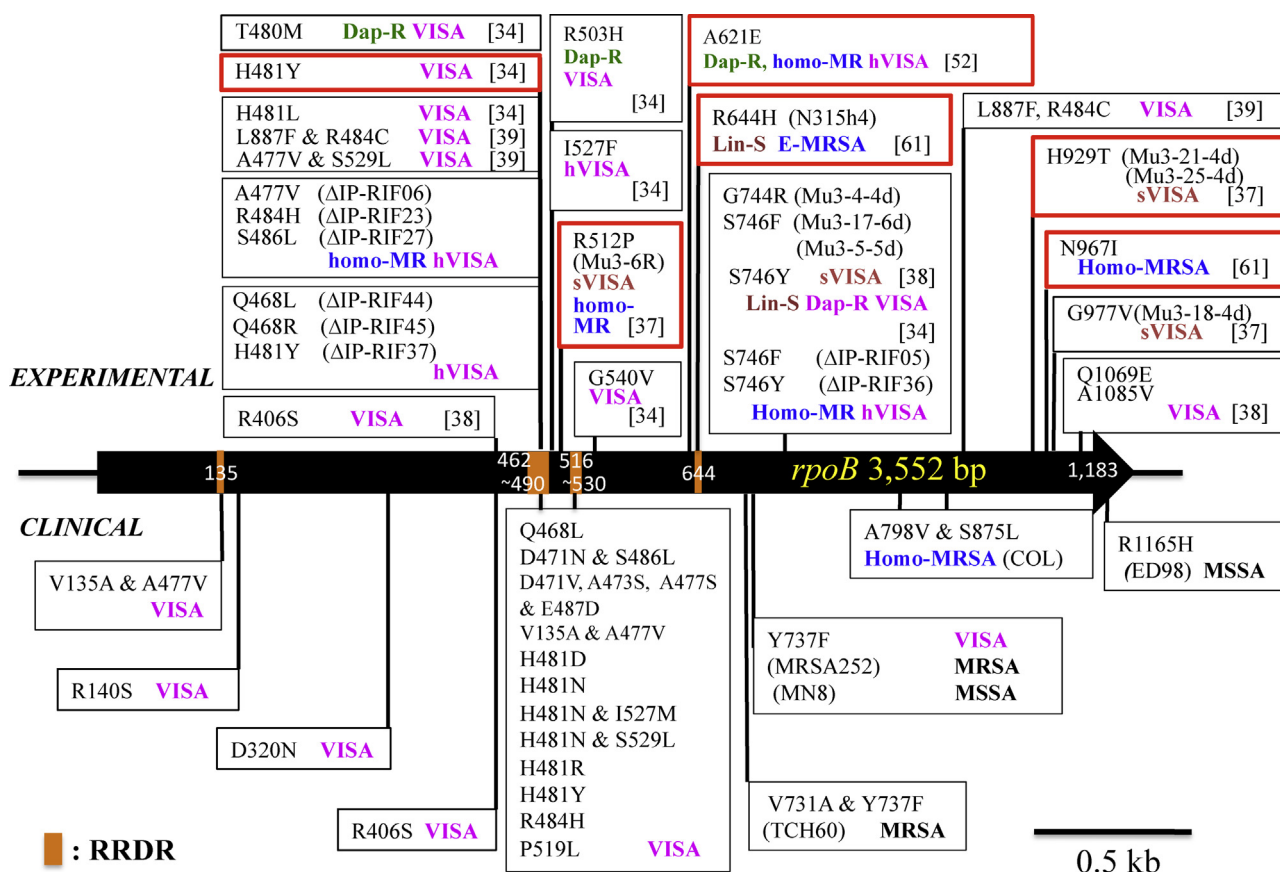 T480M Dap-R VISA [34]
H481Y VISA [34]
H481L VISA [34]
L887F & R484C VISA [39]
A477V & S529L VISA [39]
A477V (ΔIP-RIF06)
R484H (ΔIP-RIF23)
S486L (ΔIP-RIF27)
homo-MR hVISA
Q468L (ΔIP-RIF44)
Q468R (ΔIP-RIF45)
H481Y (ΔIP-RIF37)
hVISA
R406S VISA [38]
R503H
Dap-R
VISA
[34]
I527F
hVISA
[34]
R512P
(Mu3-6R)
sVISA
homo-
MR [37]
G540V
VISA
[34]
A621E
Dap-R, homo-MR hVISA [52]
R644H (N315h4)
Lin-S E-MRSA [61]
G744R (Mu3-4-4d)
S746F (Mu3-17-6d)
(Mu3-5-5d)
S746Y sVISA [38]
Lin-S Dap-R VISA
[34]
S746F (ΔIP-RIF05)
S746Y (ΔIP-RIF36)
Homo-MR hVISA
L887F, R484C VISA [39]
H929T (Mu3-21-4d)
(Mu3-25-4d)
sVISA [37]
N967I
Homo-MRSA [61]
G977V(Mu3-18-4d)
sVISA [37]
Q1069E
A1085V
VISA [38]
EXPERIMENTAL
135
462
~490
516
~530
644
rpoB 3,552 bp
1,183
CLINICAL
V135A & A477V
VISA
R140S VISA
D320N VISA
R406S VISA
Q468L
D471N & S486L
D471V, A473S, A477S
& E487D
V135A & A477V
H481D
H481N
H481N & I527M
H481N & S529L
H481R
H481Y
R484H
P519L VISA
A798V & S875L
Homo-MRSA (COL)
R1165H
(ED98) MSSA
Y737F VISA
(MRSA252) MRSA
(MN8) MSSA
V731A & Y737F
(TCH60) MRSA
: RRDR
0.5 kb